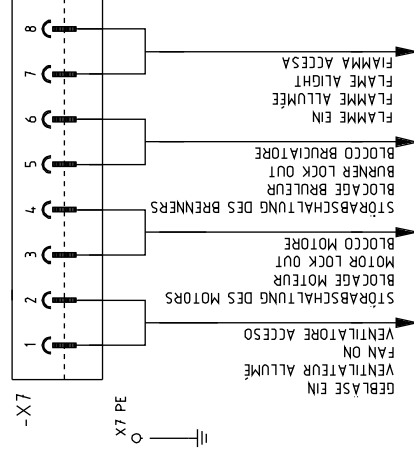 -X7
X7 PE
1 2 3 4 5 6 7 8
GEBLÄSE EIN
VENTILATEUR ALLUMÉ
FAN ON
VENTILATORE ACCESO
STÖRABSCHALTUNG DES MOTORS
BLOCAGE MOTEUR
MOTOR LOCK OUT
BLOCCO MOTORE
STÖRABSCHALTUNG DES BRENNERS
BLOCAGE BRULEUR
BURNER LOCK OUT
BLOCCO BRUCIATORE
FLAMME EIN
FLAMME ALLUMÉE
FLAME ALIGHT
FIAMMA ACCESA